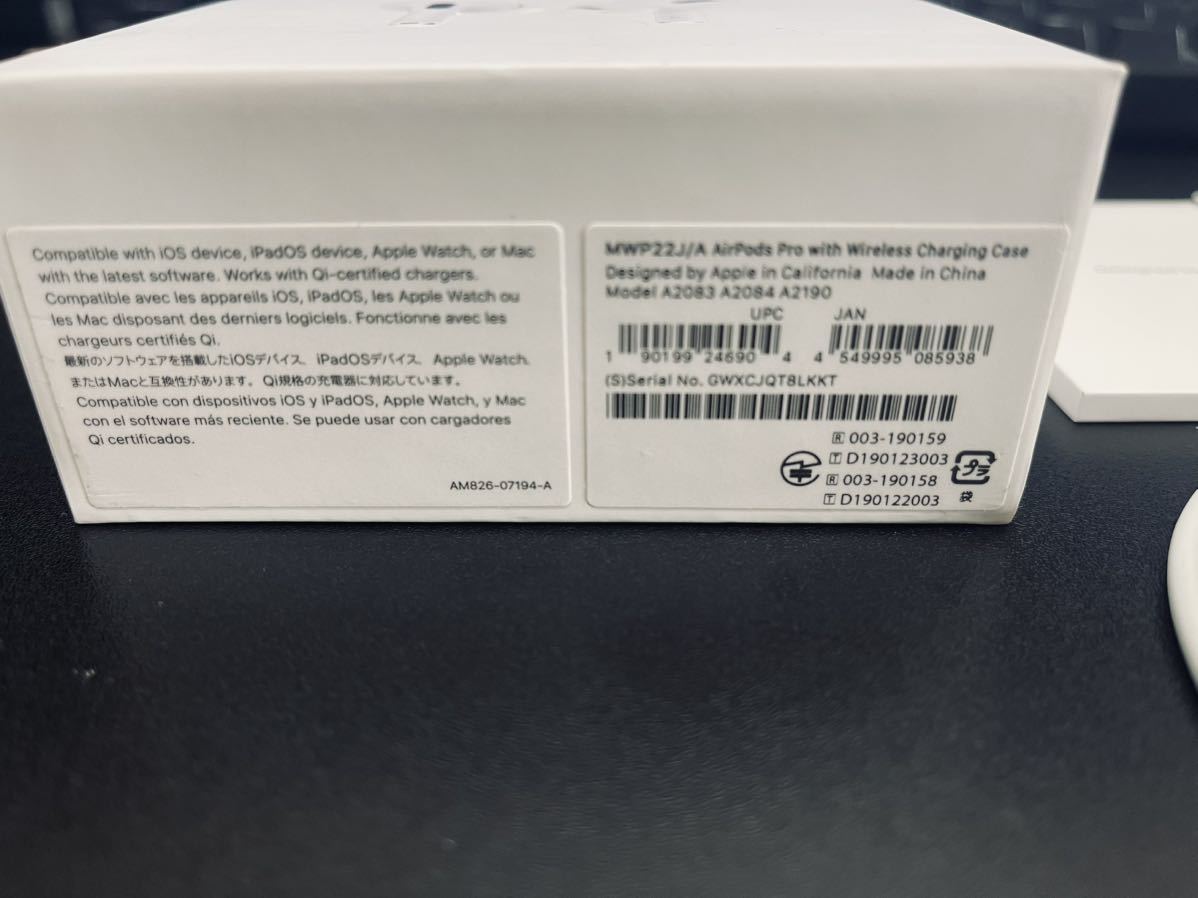 Compatible with iOS device, iPadOS device, Apple Watch, or Mac
with the latest software. Works with Qi-certified chargers.
Compatible avec les appareils iOS, iPadOS, les Apple Watch ou
les Mac disposant des derniers logiciels. Fonctionne avec les
chargeurs certifiés Qi.
最新のソフトウェアを搭載したiOSデバイス、iPadOSデバイス、Apple Watch、
またはMacと互換性があります。Qi規格の充電器に対応しています。
Compatible con dispositivos iOS y iPadOS, Apple Watch, y Mac
con el software más reciente. Se puede usar con cargadores
Qi certificados.
AM826-07194-A
MWP22J/A AirPods Pro with Wireless Charging Case
Designed by Apple in California Made in China
Model A2083 A2084 A2190
UPC JAN
1 90199 24690 4 4 549995 085938
(S)Serial No. GWXCJQT8LKKT
R 003-190159
T D190123003
R 003-190158
T D190122003
プラ
袋